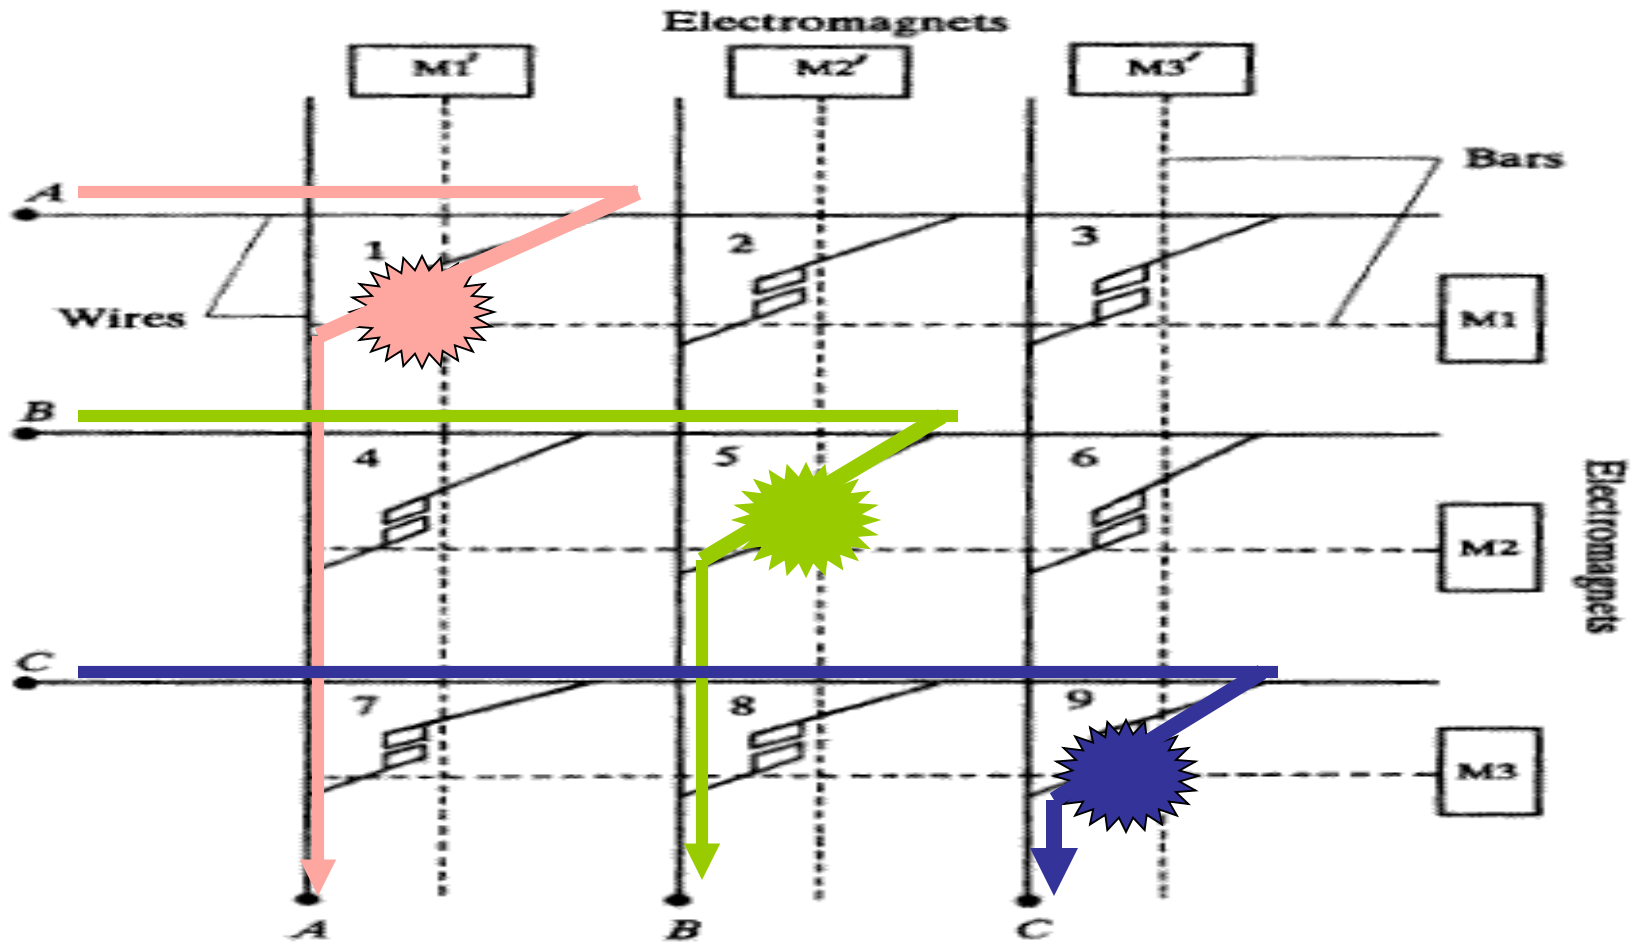 Electromagnets
M1′ M2′ M3′
Bars
A
1 2 3
Wires
M1
B
4 5 6
Electromagnets
M2
C
7 8 9
M3
A B C